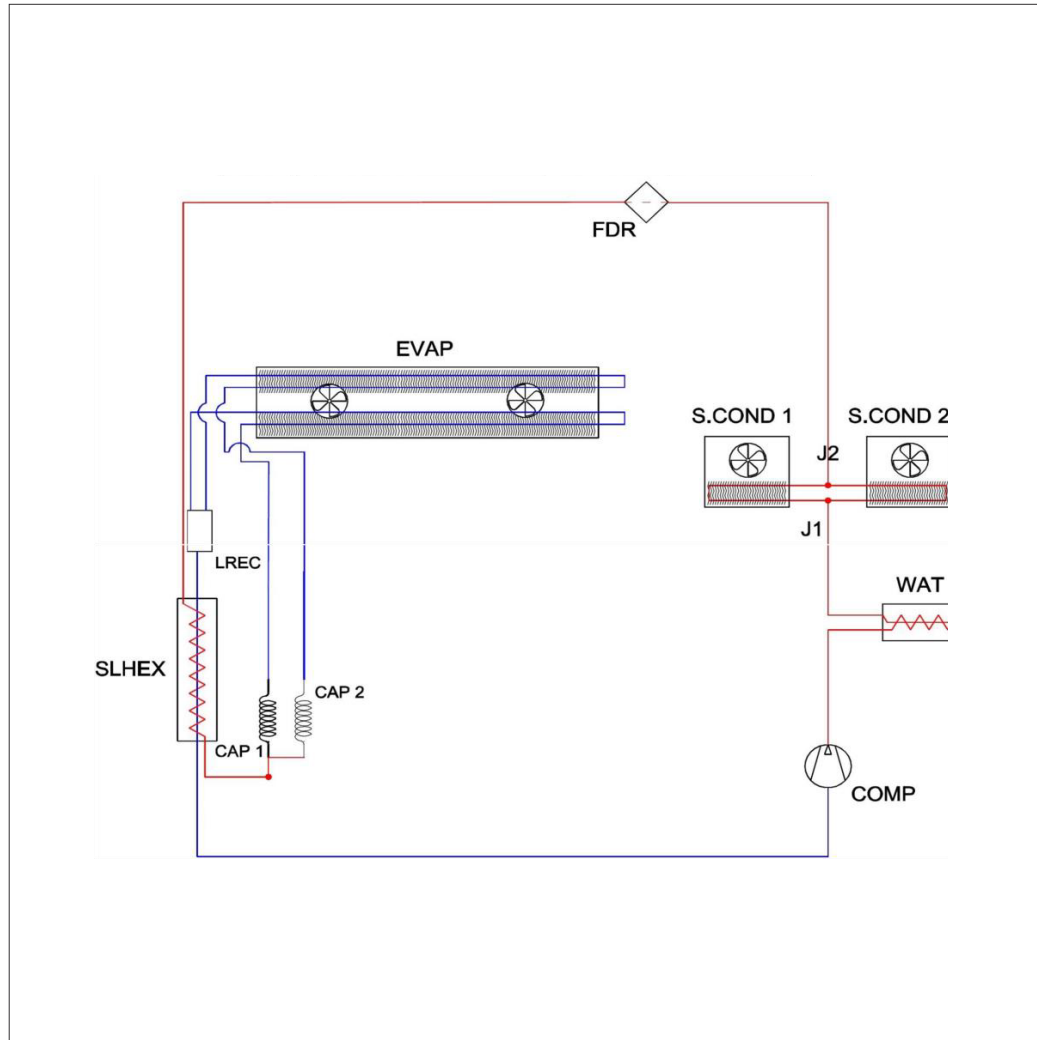 FDR
EVAP
S.COND 1
S.COND 2
J2
J1
LREC
WAT
SLHEX
CAP 2
CAP 1
COMP